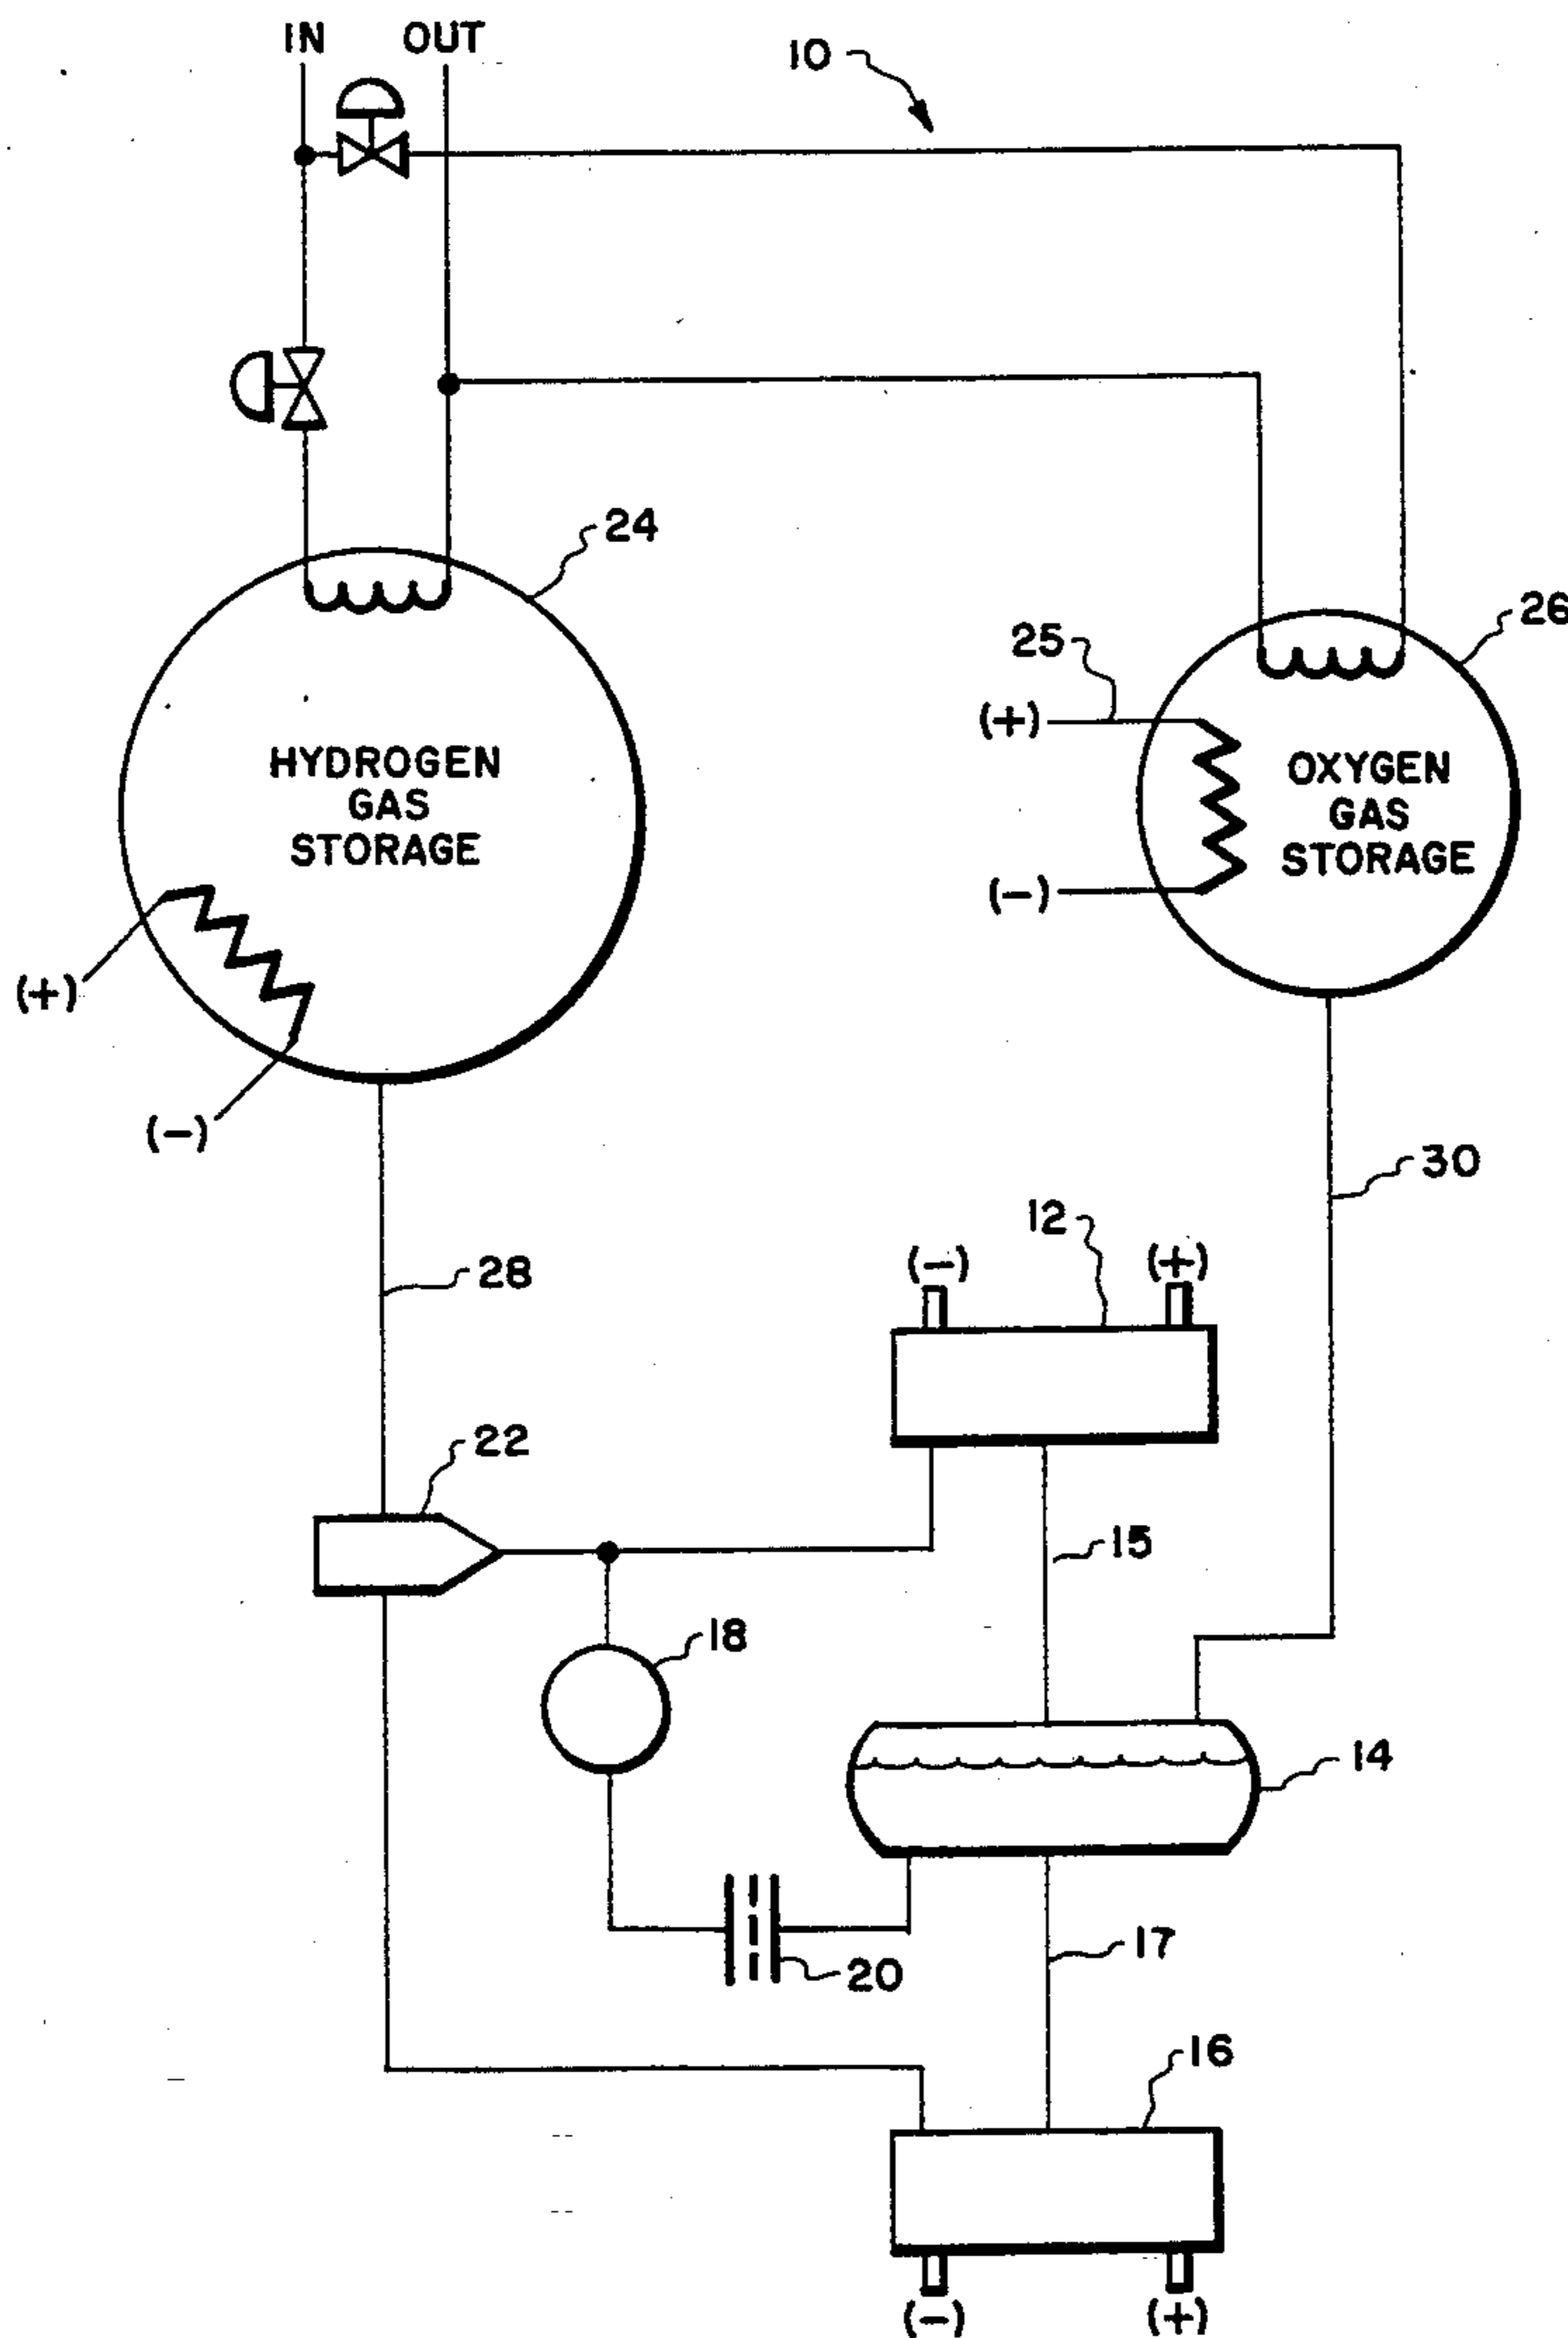 IN OUT
10
24
26
25
(+)
HYDROGEN
GAS
STORAGE
OXYGEN
GAS
STORAGE
(-)
(+)
(-)
30
12
(-) (+)
28
22
15
18
14
17
20
16
(-) (+)